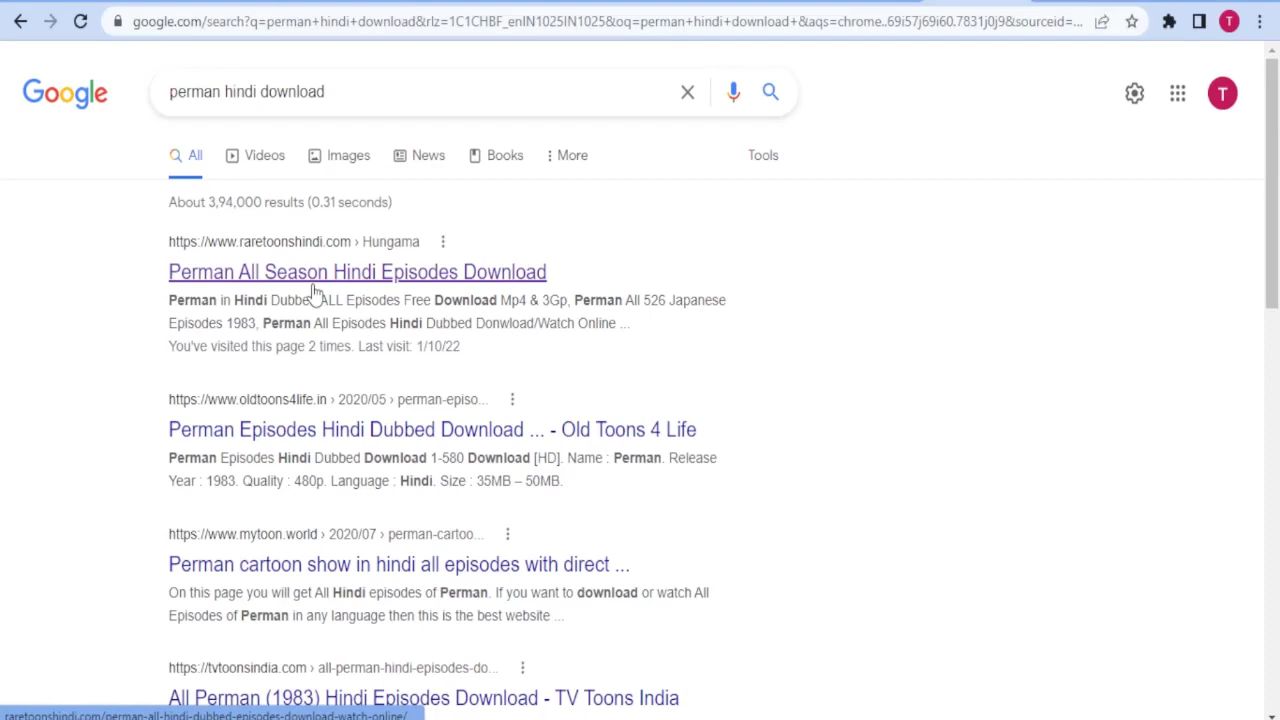 google.com/search?q=perman+hindi+download&rlz=1C1CHBF_enIN1025IN1025&oq=perman+hindi+download+&aqs=chrome..69i57j69i60.7831j0j9&sourceid=...
T
Google
perman hindi download
T
All Videos Images News Books More Tools
About 3,94,000 results (0.31 seconds)
https://www.raretoonshindi.com › Hungama
Perman All Season Hindi Episodes Download
Perman in Hindi Dubbed ALL Episodes Free Download Mp4 & 3Gp, Perman All 526 Japanese
Episodes 1983, Perman All Episodes Hindi Dubbed Donwload/Watch Online ...
You've visited this page 2 times. Last visit: 1/10/22
https://www.oldtoons4life.in › 2020/05 › perman-episo...
Perman Episodes Hindi Dubbed Download ... - Old Toons 4 Life
Perman Episodes Hindi Dubbed Download 1-580 Download [HD]. Name : Perman. Release
Year : 1983. Quality : 480p. Language : Hindi. Size : 35MB – 50MB.
https://www.mytoon.world › 2020/07 › perman-cartoo...
Perman cartoon show in hindi all episodes with direct ...
On this page you will get All Hindi episodes of Perman. If you want to download or watch All
Episodes of Perman in any language then this is the best website ...
https://tvtoonsindia.com › all-perman-hindi-episodes-do...
All Perman (1983) Hindi Episodes Download - TV Toons India
raretoonshindi.com/perman-all-hindi-dubbed-episodes-download-watch-online/